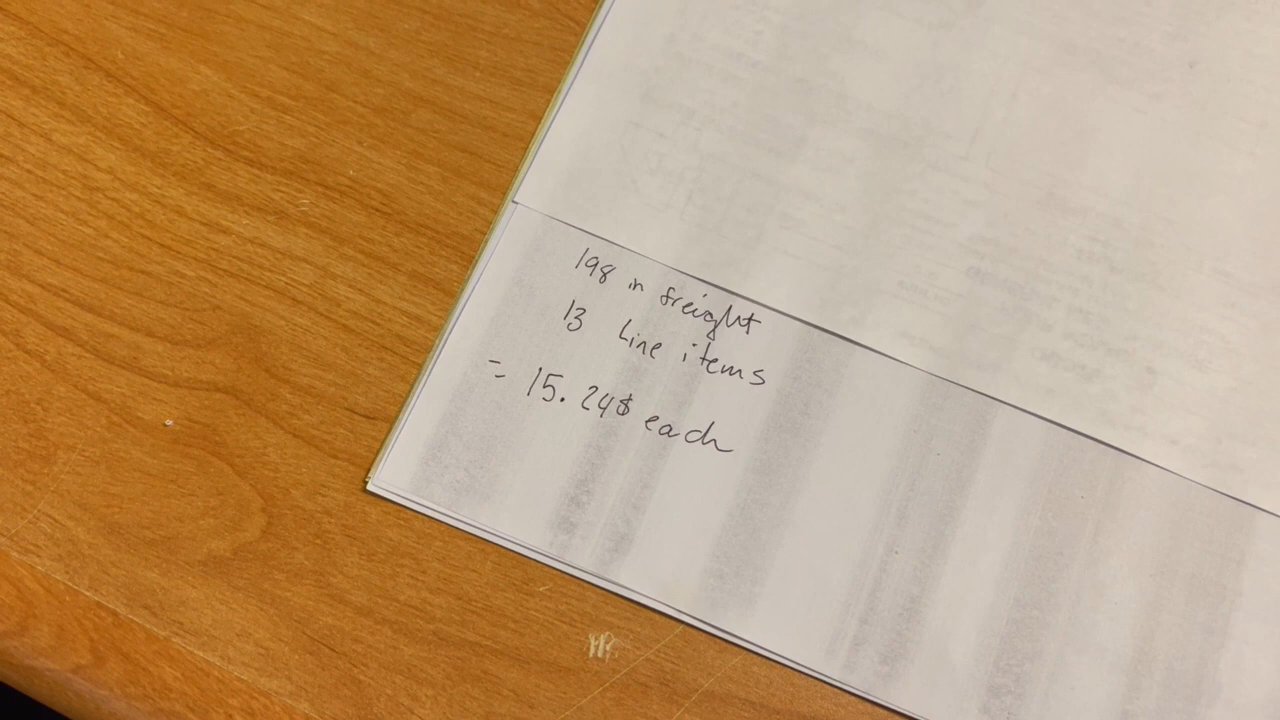 198 in freight
13 Line items
= 15.24$ each